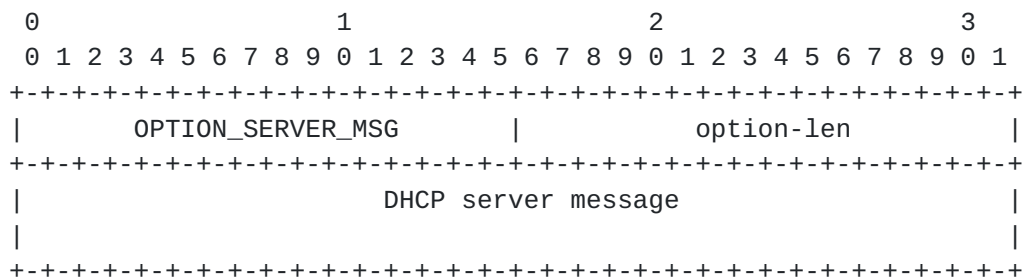 0                   1                   2                   3
 0 1 2 3 4 5 6 7 8 9 0 1 2 3 4 5 6 7 8 9 0 1 2 3 4 5 6 7 8 9 0 1
+-+-+-+-+-+-+-+-+-+-+-+-+-+-+-+-+-+-+-+-+-+-+-+-+-+-+-+-+-+-+-+-+
|       OPTION_SERVER_MSG       |           option-len          |
+-+-+-+-+-+-+-+-+-+-+-+-+-+-+-+-+-+-+-+-+-+-+-+-+-+-+-+-+-+-+-+-+
|                       DHCP server message                     |
|                                                               |
+-+-+-+-+-+-+-+-+-+-+-+-+-+-+-+-+-+-+-+-+-+-+-+-+-+-+-+-+-+-+-+-+